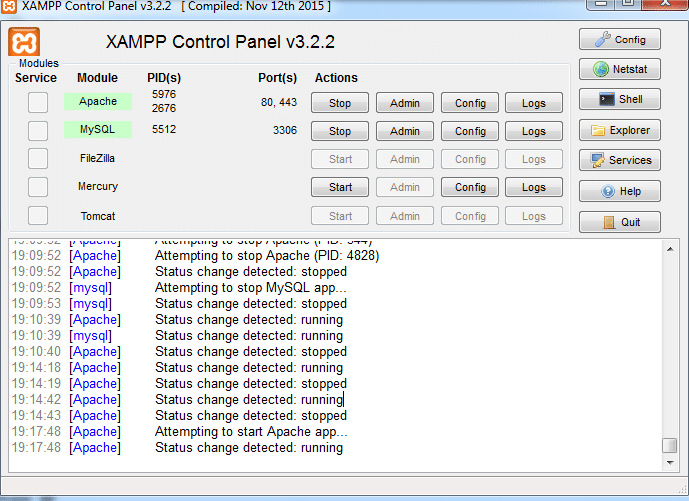 XAMPP Control Panel v3.2.2 [ Compiled: Nov 12th 2015 ]
XAMPP Control Panel v3.2.2
Config
Modules
Service Module PID(s) Port(s) Actions
Netstat
Apache 5976 2676 80, 443 Stop Admin Config Logs
Shell
MySQL 5512 3306 Stop Admin Config Logs
Explorer
FileZilla Start Admin Config Logs
Services
Mercury Start Admin Config Logs
Help
Tomcat Start Admin Config Logs
Quit
19:09:52 [Apache] Attempting to stop Apache (PID: 944)
19:09:52 [Apache] Attempting to stop Apache (PID: 4828)
19:09:52 [Apache] Status change detected: stopped
19:09:52 [mysql] Attempting to stop MySQL app...
19:09:53 [mysql] Status change detected: stopped
19:10:39 [Apache] Status change detected: running
19:10:39 [mysql] Status change detected: running
19:10:40 [Apache] Status change detected: stopped
19:14:18 [Apache] Status change detected: running
19:14:19 [Apache] Status change detected: stopped
19:14:42 [Apache] Status change detected: running
19:14:43 [Apache] Status change detected: stopped
19:17:48 [Apache] Attempting to start Apache app...
19:17:48 [Apache] Status change detected: running